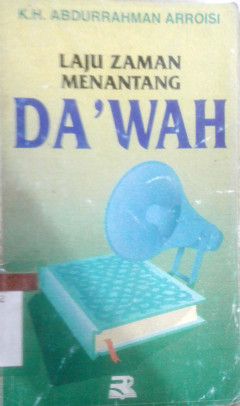 K.H. ABDURRAHMAN ARROISI
LAJU ZAMAN
MENANTANG
DA'WAH